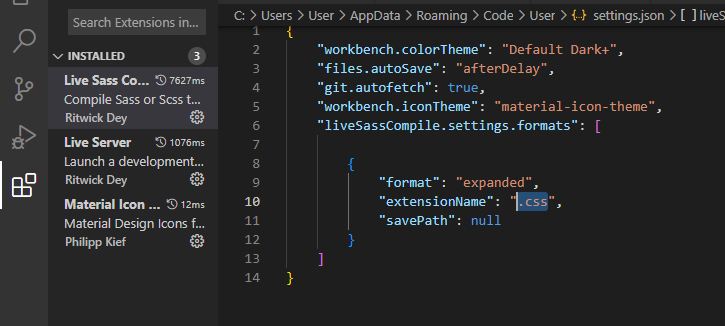 Search Extensions in...
INSTALLED 3
Live Sass Co... 7627ms
Compile Sass or Scss t...
Ritwick Dey
Live Server 1076ms
Launch a development...
Ritwick Dey
Material Icon ... 12ms
Material Design Icons f...
Philipp Kief
C: > Users > User > AppData > Roaming > Code > User > {} settings.json > [ ] liveS
1 {
2 "workbench.colorTheme": "Default Dark+",
3 "files.autoSave": "afterDelay",
4 "git.autofetch": true,
5 "workbench.iconTheme": "material-icon-theme",
6 "liveSassCompile.settings.formats": [
7
8 {
9 "format": "expanded",
10 "extensionName": ".css",
11 "savePath": null
12 }
13 ]
14 }